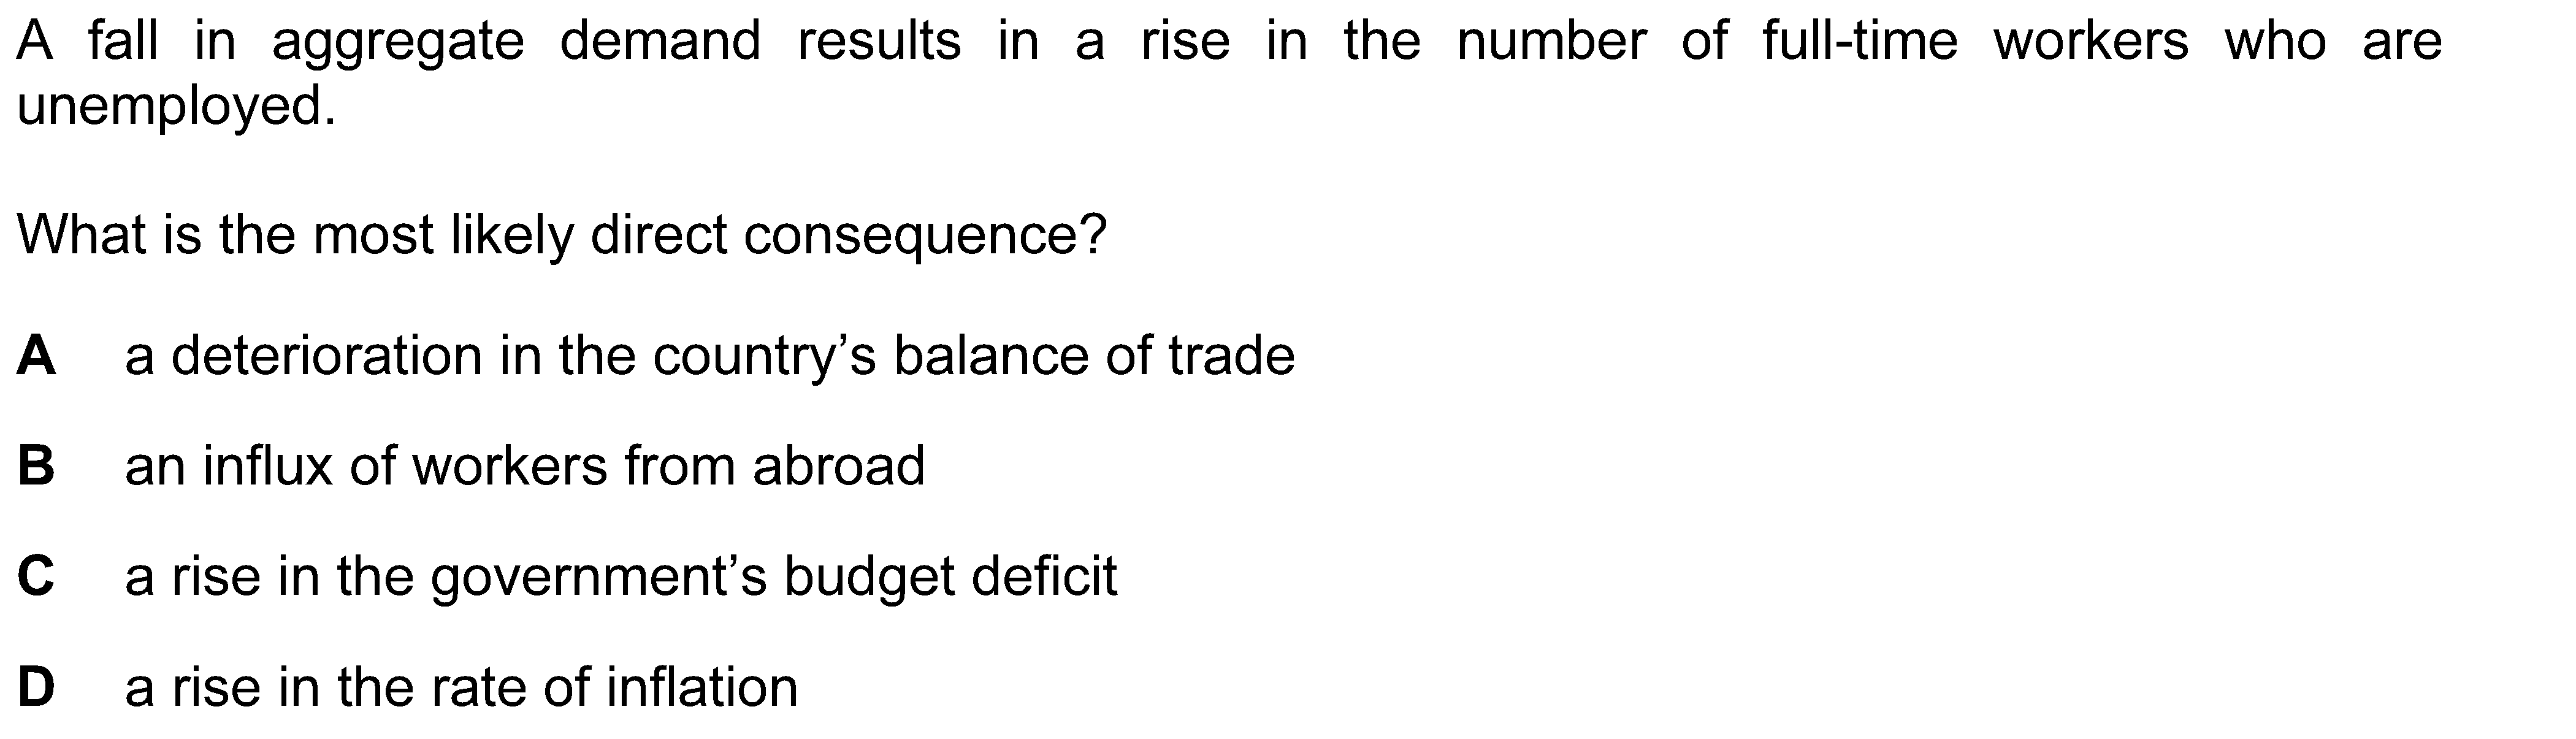 A fall in aggregate demand results in a rise in the number of full-time workers who are
unemployed.
What is the most likely direct consequence?
A a deterioration in the country’s balance of trade
B an influx of workers from abroad
C a rise in the government’s budget deficit
D a rise in the rate of inflation